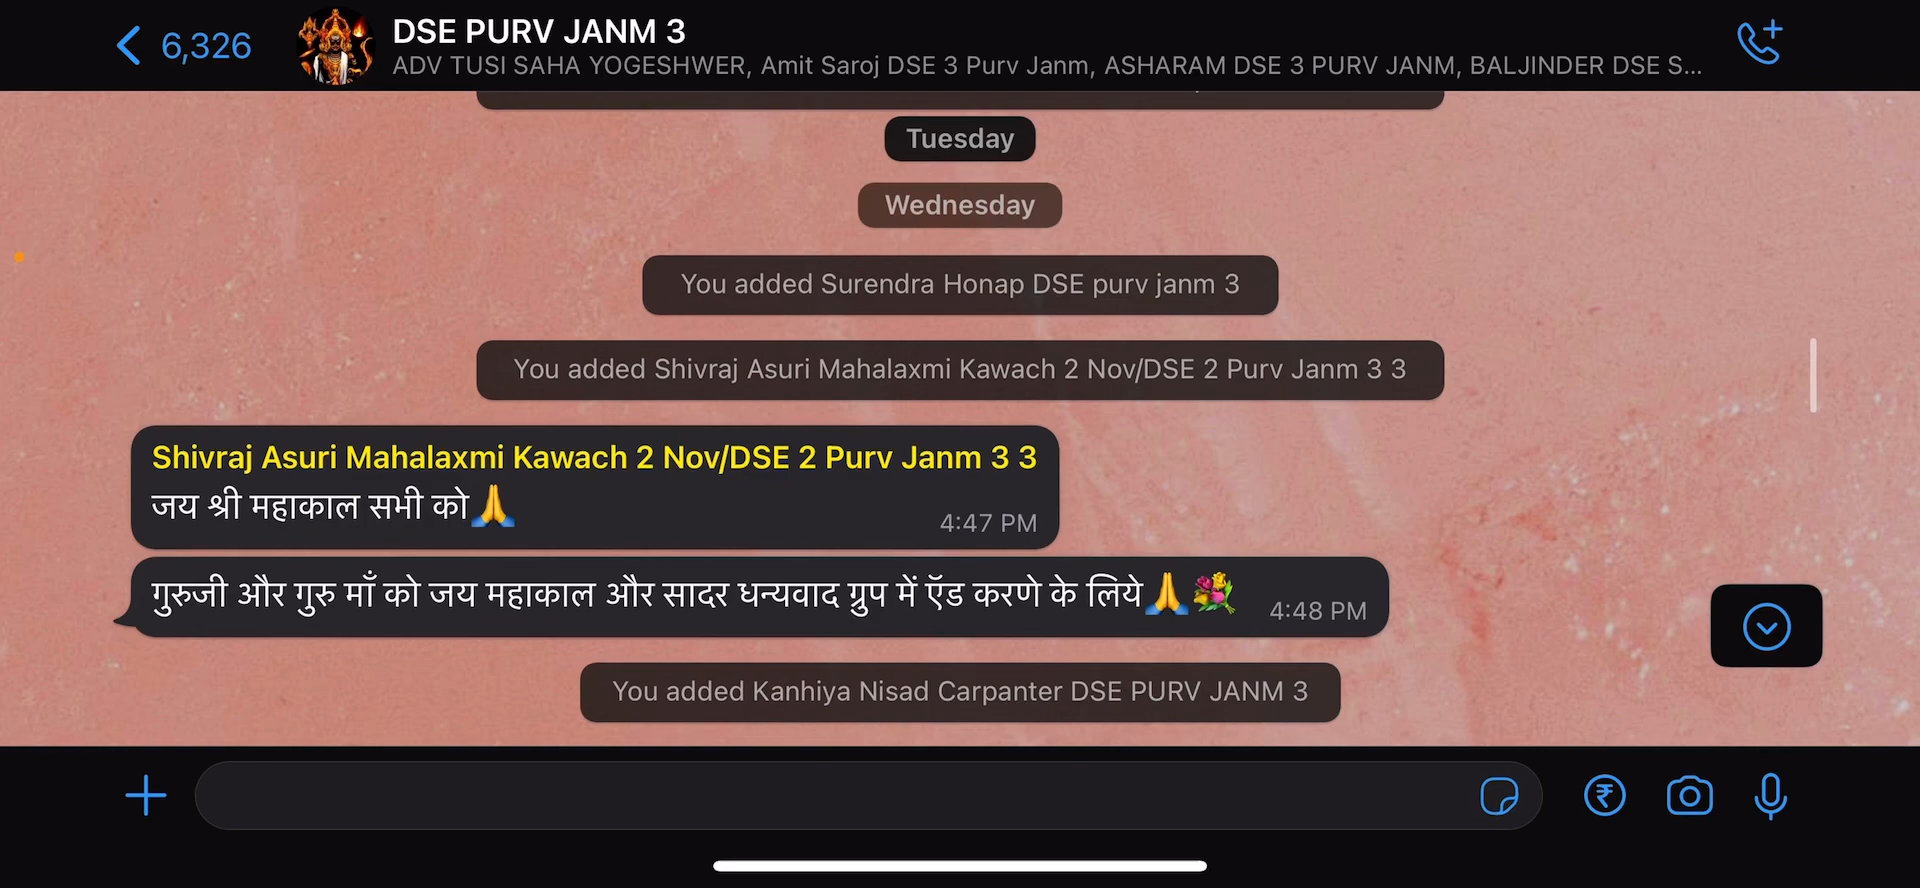 6,326
DSE PURV JANM 3
ADV TUSI SAHA YOGESHWER, Amit Saroj DSE 3 Purv Janm, ASHARAM DSE 3 PURV JANM, BALJINDER DSE S...
Tuesday
Wednesday
You added Surendra Honap DSE purv janm 3
You added Shivraj Asuri Mahalaxmi Kawach 2 Nov/DSE 2 Purv Janm 3 3
Shivraj Asuri Mahalaxmi Kawach 2 Nov/DSE 2 Purv Janm 3 3
जय श्री महाकाल सभी को🙏
4:47 PM
गुरुजी और गुरु माँ को जय महाकाल और सादर धन्यवाद ग्रुप में ऍड करणे के लिये🙏💐 4:48 PM
You added Kanhiya Nisad Carpanter DSE PURV JANM 3